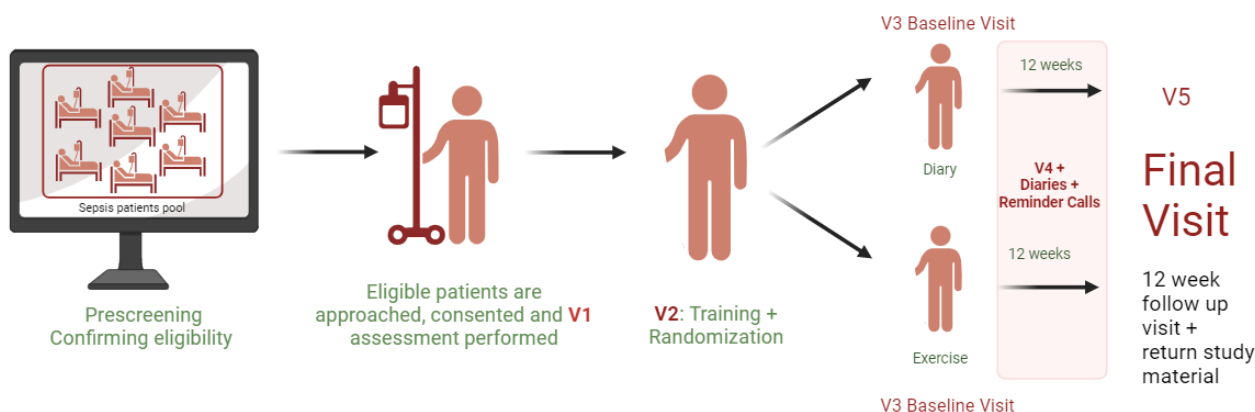 Sepsis patients pool
Prescreening
Confirming eligibility
Eligible patients are
approached, consented and V1
assessment performed
V2: Training +
Randomization
V3 Baseline Visit
Diary
12 weeks
V4 +
Diaries +
Reminder Calls
12 weeks
Exercise
V3 Baseline Visit
V5
Final
Visit
12 week
follow up
visit +
return study
material